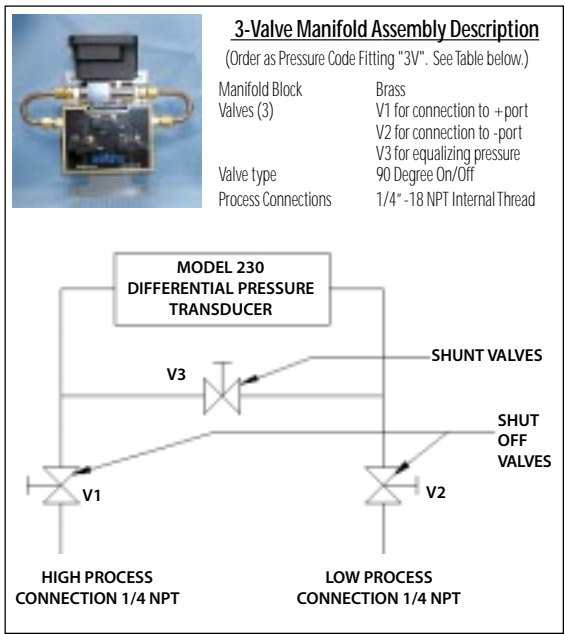 3-Valve Manifold Assembly Description
(Order as Pressure Code Fitting "3V". See Table below.)
Manifold Block Brass
Valves (3) V1 for connection to +port
V2 for connection to -port
V3 for equalizing pressure
Valve type 90 Degree On/Off
Process Connections 1/4"-18 NPT Internal Thread
MODEL 230
DIFFERENTIAL PRESSURE
TRANSDUCER
V3
SHUNT VALVES
SHUT
OFF
VALVES
V1
V2
HIGH PROCESS
CONNECTION 1/4 NPT
LOW PROCESS
CONNECTION 1/4 NPT